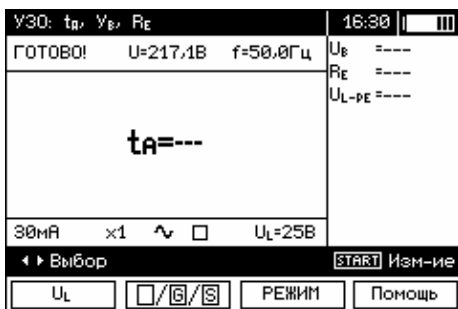 УЗО: tA, УB, RE 16:30
ГОТОВО! U=217,1В f=50,0Гц
UB =---
RE =---
UL-PE =---
tA=---
30мА x1 UL=25В
Выбор START Изм-ие
UL /G/S РЕЖИМ Помощь